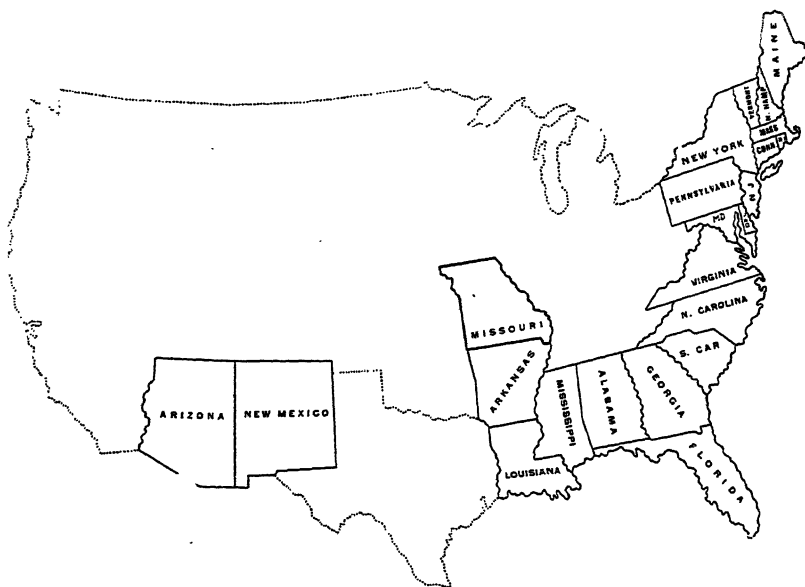 MAINE
VERMONT
N. HAMP
MASS
CONN
NEW YORK
PENNSYLVANIA
N J
MD
VIRGINIA
N. CAROLINA
S. CAR
MISSOURI
ARKANSAS
MISSISSIPPI
ALABAMA
GEORGIA
ARIZONA
NEW MEXICO
LOUISIANA
FLORIDA